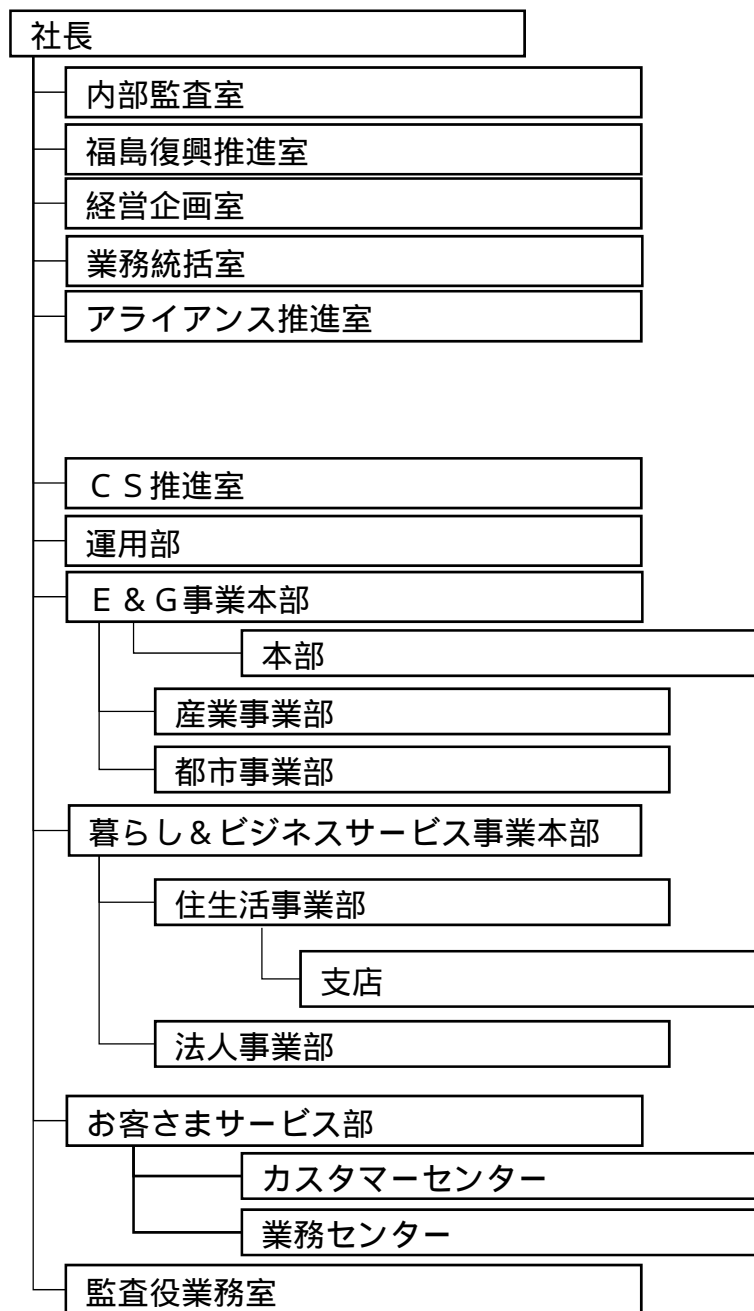 社長
内部監査室
福島復興推進室
経営企画室
業務統括室
アライアンス推進室
ＣＳ推進室
運用部
Ｅ＆Ｇ事業本部
本部
産業事業部
都市事業部
暮らし＆ビジネスサービス事業本部
住生活事業部
支店
法人事業部
お客さまサービス部
カスタマーセンター
業務センター
監査役業務室